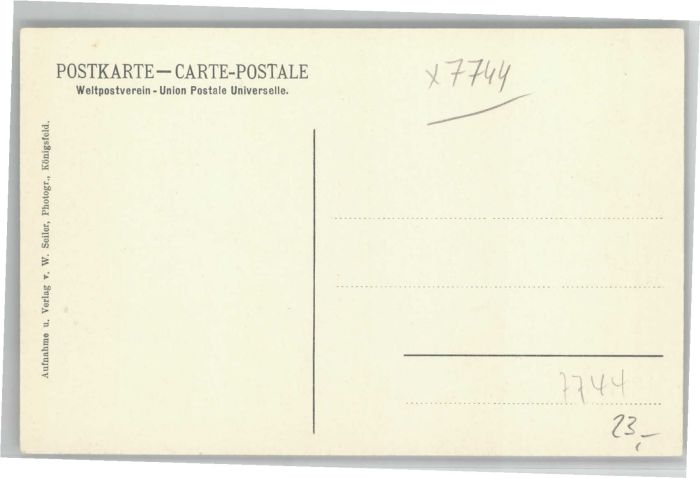 POSTKARTE — CARTE-POSTALE
Weltpostverein - Union Postale Universelle.
x7744
Aufnahme u. Verlag v. W. Seiler, Photogr., Königsfeld.
7744
23,-